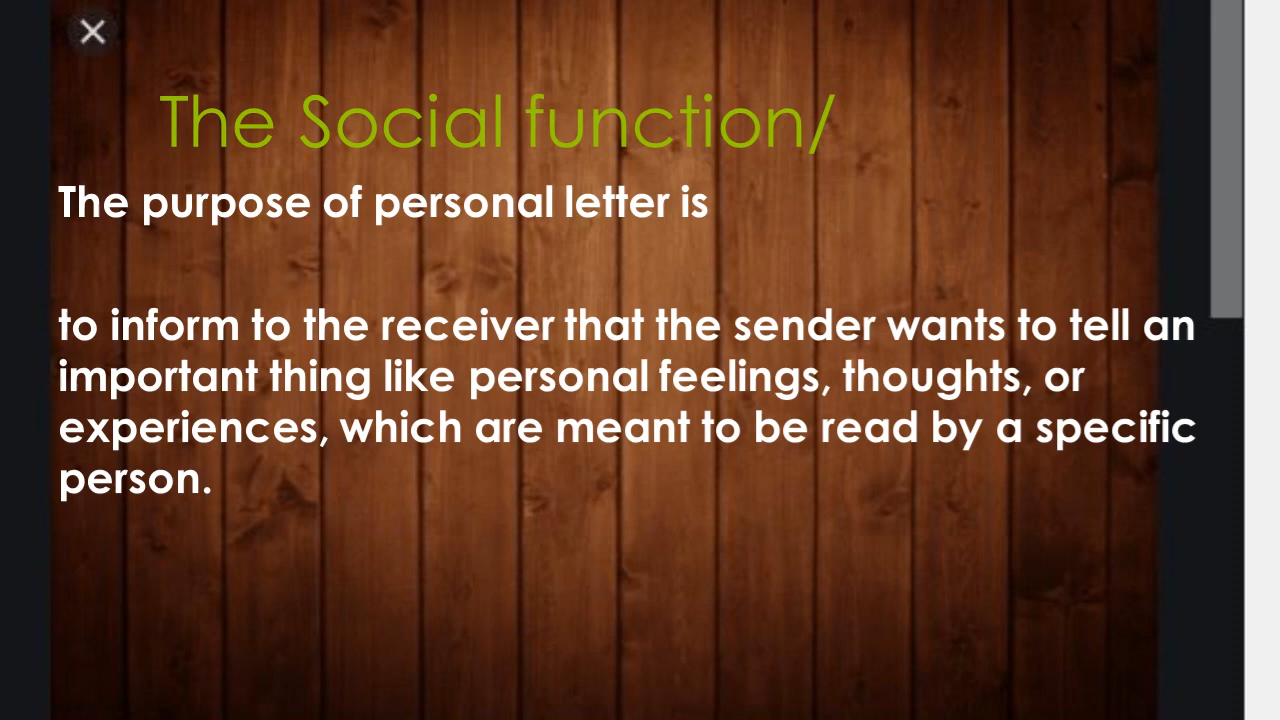 The Social function/
The purpose of personal letter is
to inform to the receiver that the sender wants to tell an
important thing like personal feelings, thoughts, or
experiences, which are meant to be read by a specific
person.